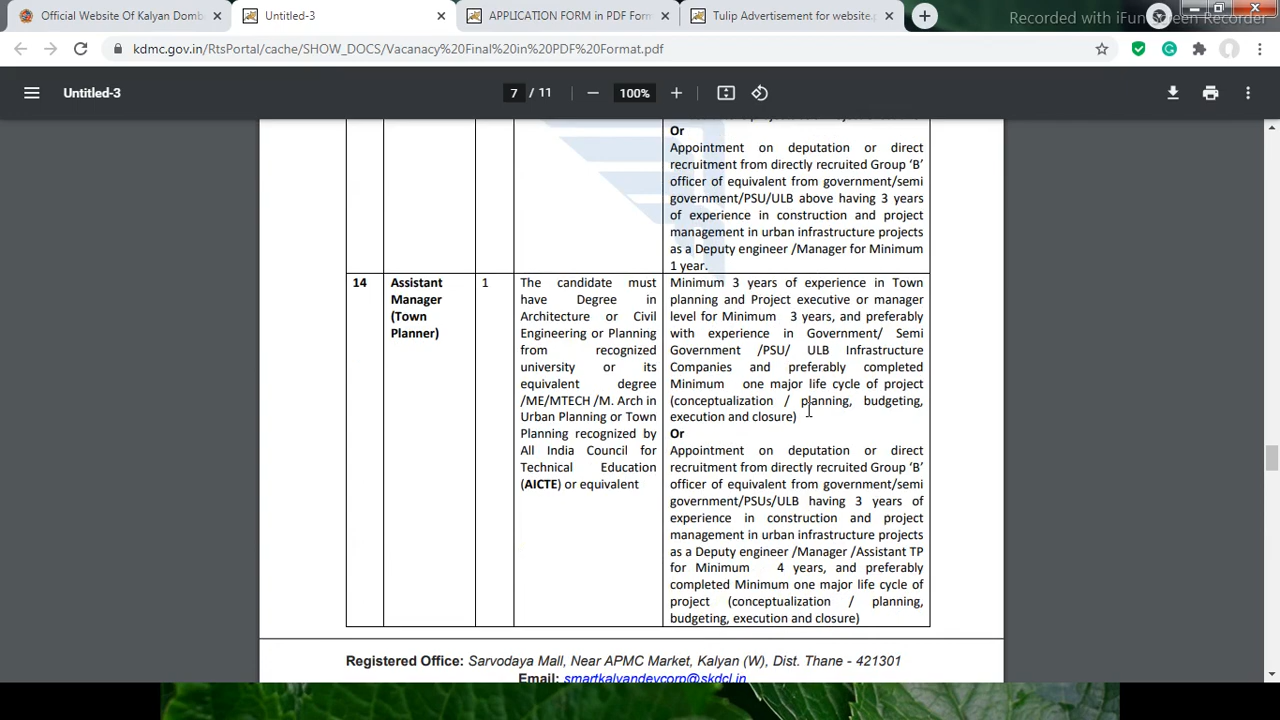 Official Website Of Kalyan Domb
Untitled-3
APPLICATION FORM in PDF Form
Tulip Advertisement for website.p
Recorded with iFun Screen Recorder
kdmc.gov.in/RtsPortal/cache/SHOW_DOCS/Vacanacy%20Final%20in%20PDF%20Format.pdf
Untitled-3
7 / 11
100%
Or
Appointment on deputation or direct
recruitment from directly recruited Group ‘B’
officer of equivalent from government/semi
government/PSU/ULB above having 3 years
of experience in construction and project
management in urban infrastructure projects
as a Deputy engineer /Manager for Minimum
1 year.
14
Assistant
Manager
(Town
Planner)
1
The candidate must
have Degree in
Architecture or Civil
Engineering or Planning
from recognized
university or its
equivalent degree
/ME/MTECH /M. Arch in
Urban Planning or Town
Planning recognized by
All India Council for
Technical Education
(AICTE) or equivalent
Minimum 3 years of experience in Town
planning and Project executive or manager
level for Minimum 3 years, and preferably
with experience in Government/ Semi
Government /PSU/ ULB Infrastructure
Companies and preferably completed
Minimum one major life cycle of project
(conceptualization / planning, budgeting,
execution and closure)
Or
Appointment on deputation or direct
recruitment from directly recruited Group ‘B’
officer of equivalent from government/semi
government/PSUs/ULB having 3 years of
experience in construction and project
management in urban infrastructure projects
as a Deputy engineer /Manager /Assistant TP
for Minimum 4 years, and preferably
completed Minimum one major life cycle of
project (conceptualization / planning,
budgeting, execution and closure)
Registered Office: Sarvodaya Mall, Near APMC Market, Kalyan (W), Dist. Thane - 421301
Email: smartkalyandevcorp@skdcl.in